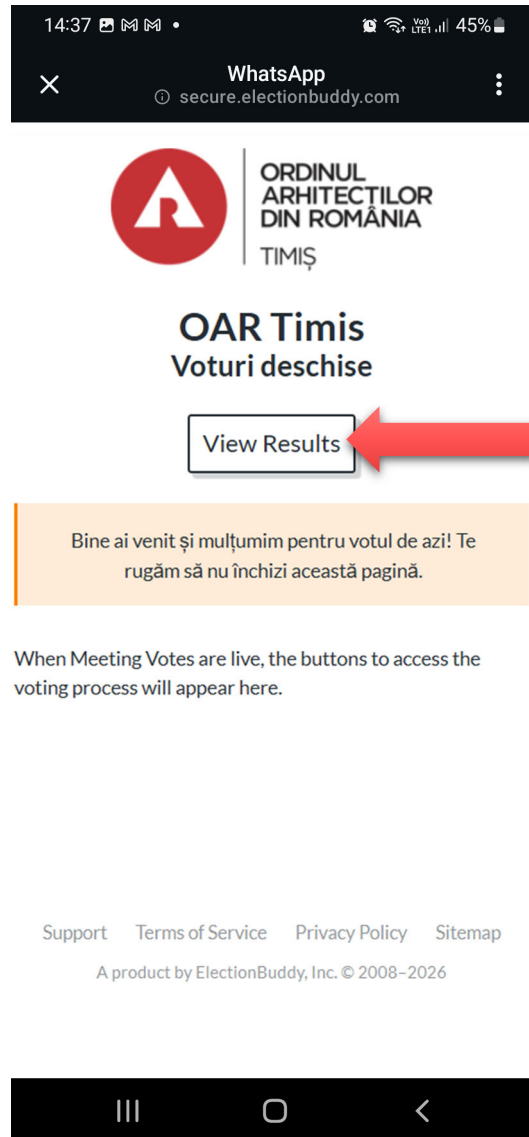 14:37
45%
WhatsApp
secure.electionbuddy.com
ORDINUL
ARHITECȚILOR
DIN ROMÂNIA
TIMIȘ
OAR Timis
Voturi deschise
View Results
Bine ai venit și mulțumim pentru votul de azi! Te
rugăm să nu închizi această pagină.
When Meeting Votes are live, the buttons to access the
voting process will appear here.
Support Terms of Service Privacy Policy Sitemap
A product by ElectionBuddy, Inc. © 2008–2026